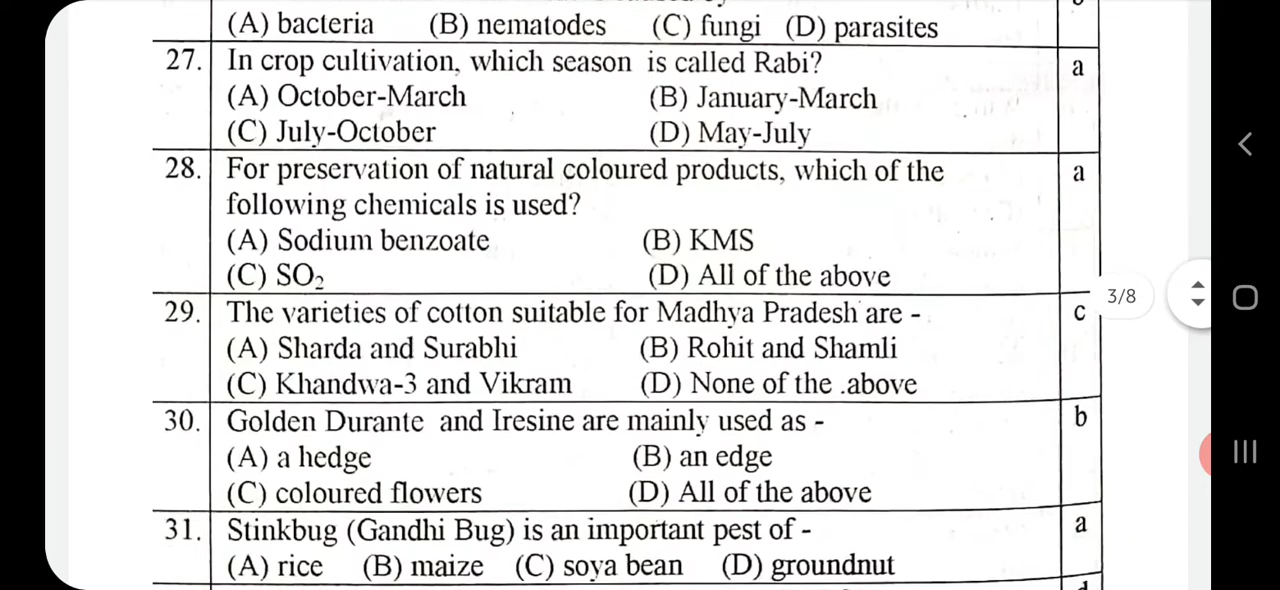 (A) bacteria (B) nematodes (C) fungi (D) parasites
27. In crop cultivation, which season is called Rabi? a
(A) October-March (B) January-March
(C) July-October (D) May-July
28. For preservation of natural coloured products, which of the a
following chemicals is used?
(A) Sodium benzoate (B) KMS
(C) SO₂ (D) All of the above
3/8
29. The varieties of cotton suitable for Madhya Pradesh are - c
(A) Sharda and Surabhi (B) Rohit and Shamli
(C) Khandwa-3 and Vikram (D) None of the .above
30. Golden Durante and Iresine are mainly used as - b
(A) a hedge (B) an edge
(C) coloured flowers (D) All of the above
31. Stinkbug (Gandhi Bug) is an important pest of - a
(A) rice (B) maize (C) soya bean (D) groundnut